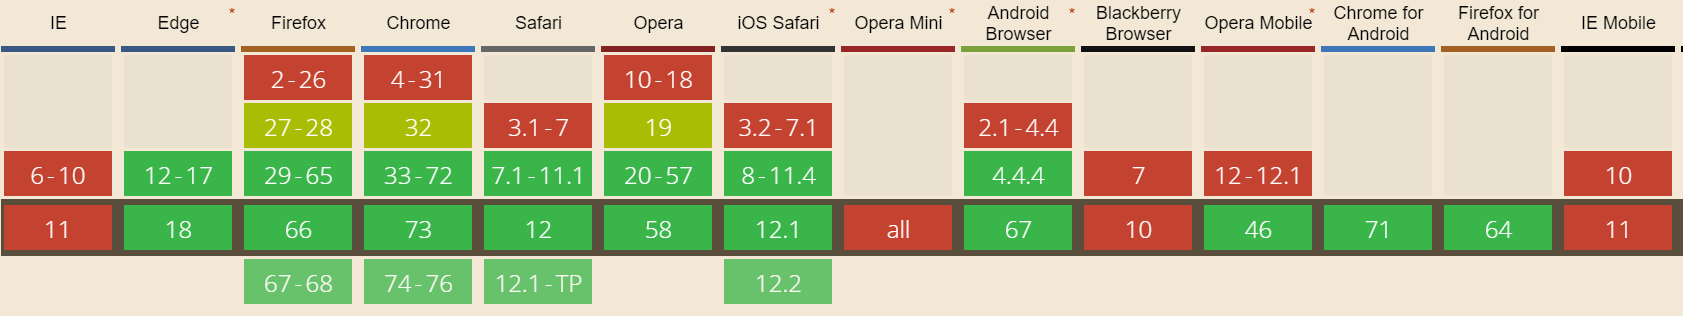 IE Edge * Firefox Chrome Safari Opera iOS Safari * Opera Mini * Android Browser * Blackberry Browser Opera Mobile * Chrome for Android Firefox for Android IE Mobile
2-26 4-31 10-18
27-28 32 3.1-7 19 3.2-7.1 2.1-4.4
6-10 12-17 29-65 33-72 7.1-11.1 20-57 8-11.4 4.4.4 7 12-12.1 10
11 18 66 73 12 58 12.1 all 67 10 46 71 64 11
67-68 74-76 12.1-TP 12.2